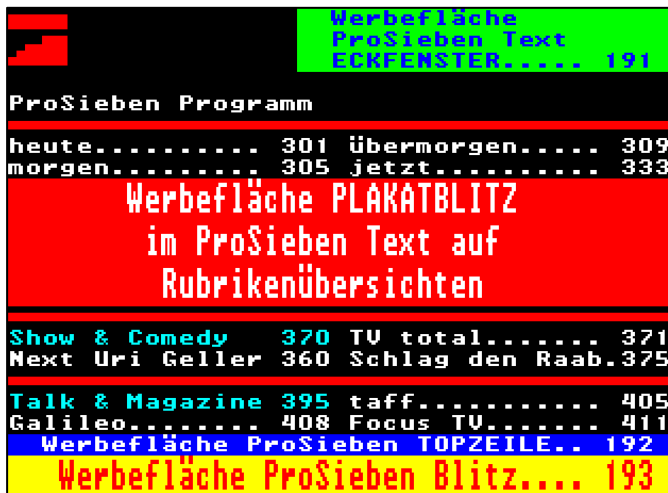 Werbefläche
ProSieben Text
ECKFENSTER..... 191
ProSieben Programm
heute.......... 301 übermorgen..... 309
morgen......... 305 jetzt.......... 333
Werbefläche PLAKATBLITZ
im ProSieben Text auf
Rubrikenübersichten
Show & Comedy 370 TV total....... 371
Next Uri Geller 360 Schlag den Raab.375
Talk & Magazine 395 taff........... 405
Galileo........ 408 Focus TV....... 411
Werbefläche ProSieben TOPZEILE.. 192
Werbefläche ProSieben Blitz.... 193